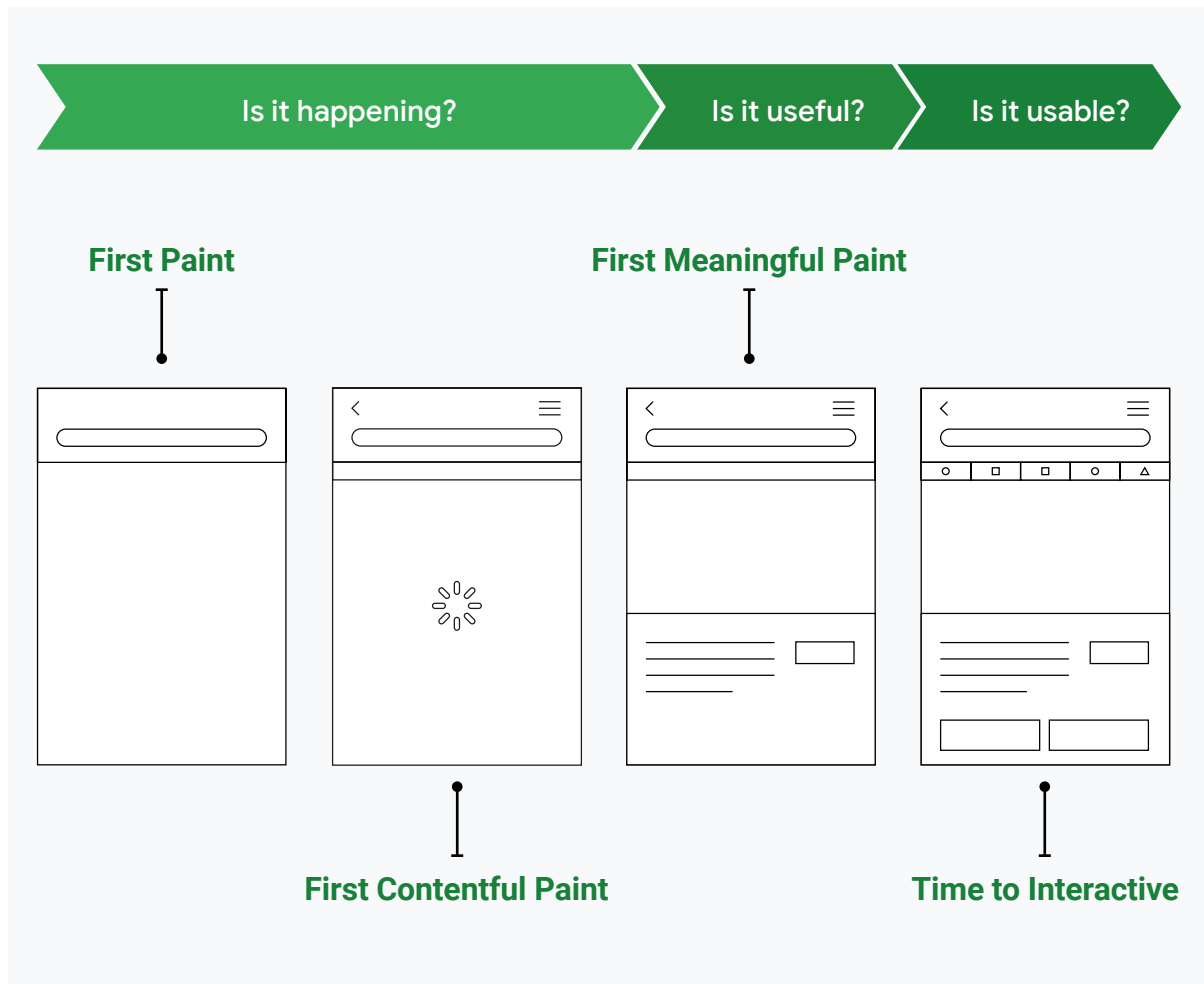 Is it happening?
Is it useful?
Is it usable?
First Paint
First Meaningful Paint
First Contentful Paint
Time to Interactive